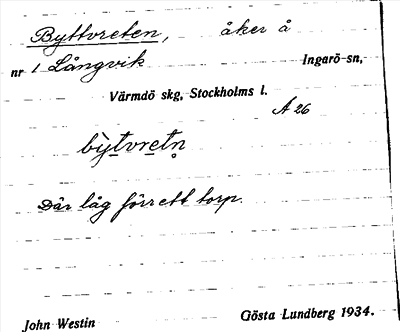 Byttvreten, åker å
nr 1 Långvik Ingarö sn,
Värmdö skg, Stockholms l.
A 26
bỳtvretn̥
Där låg förr ett torp.
John Westin Gösta Lundberg 1934.